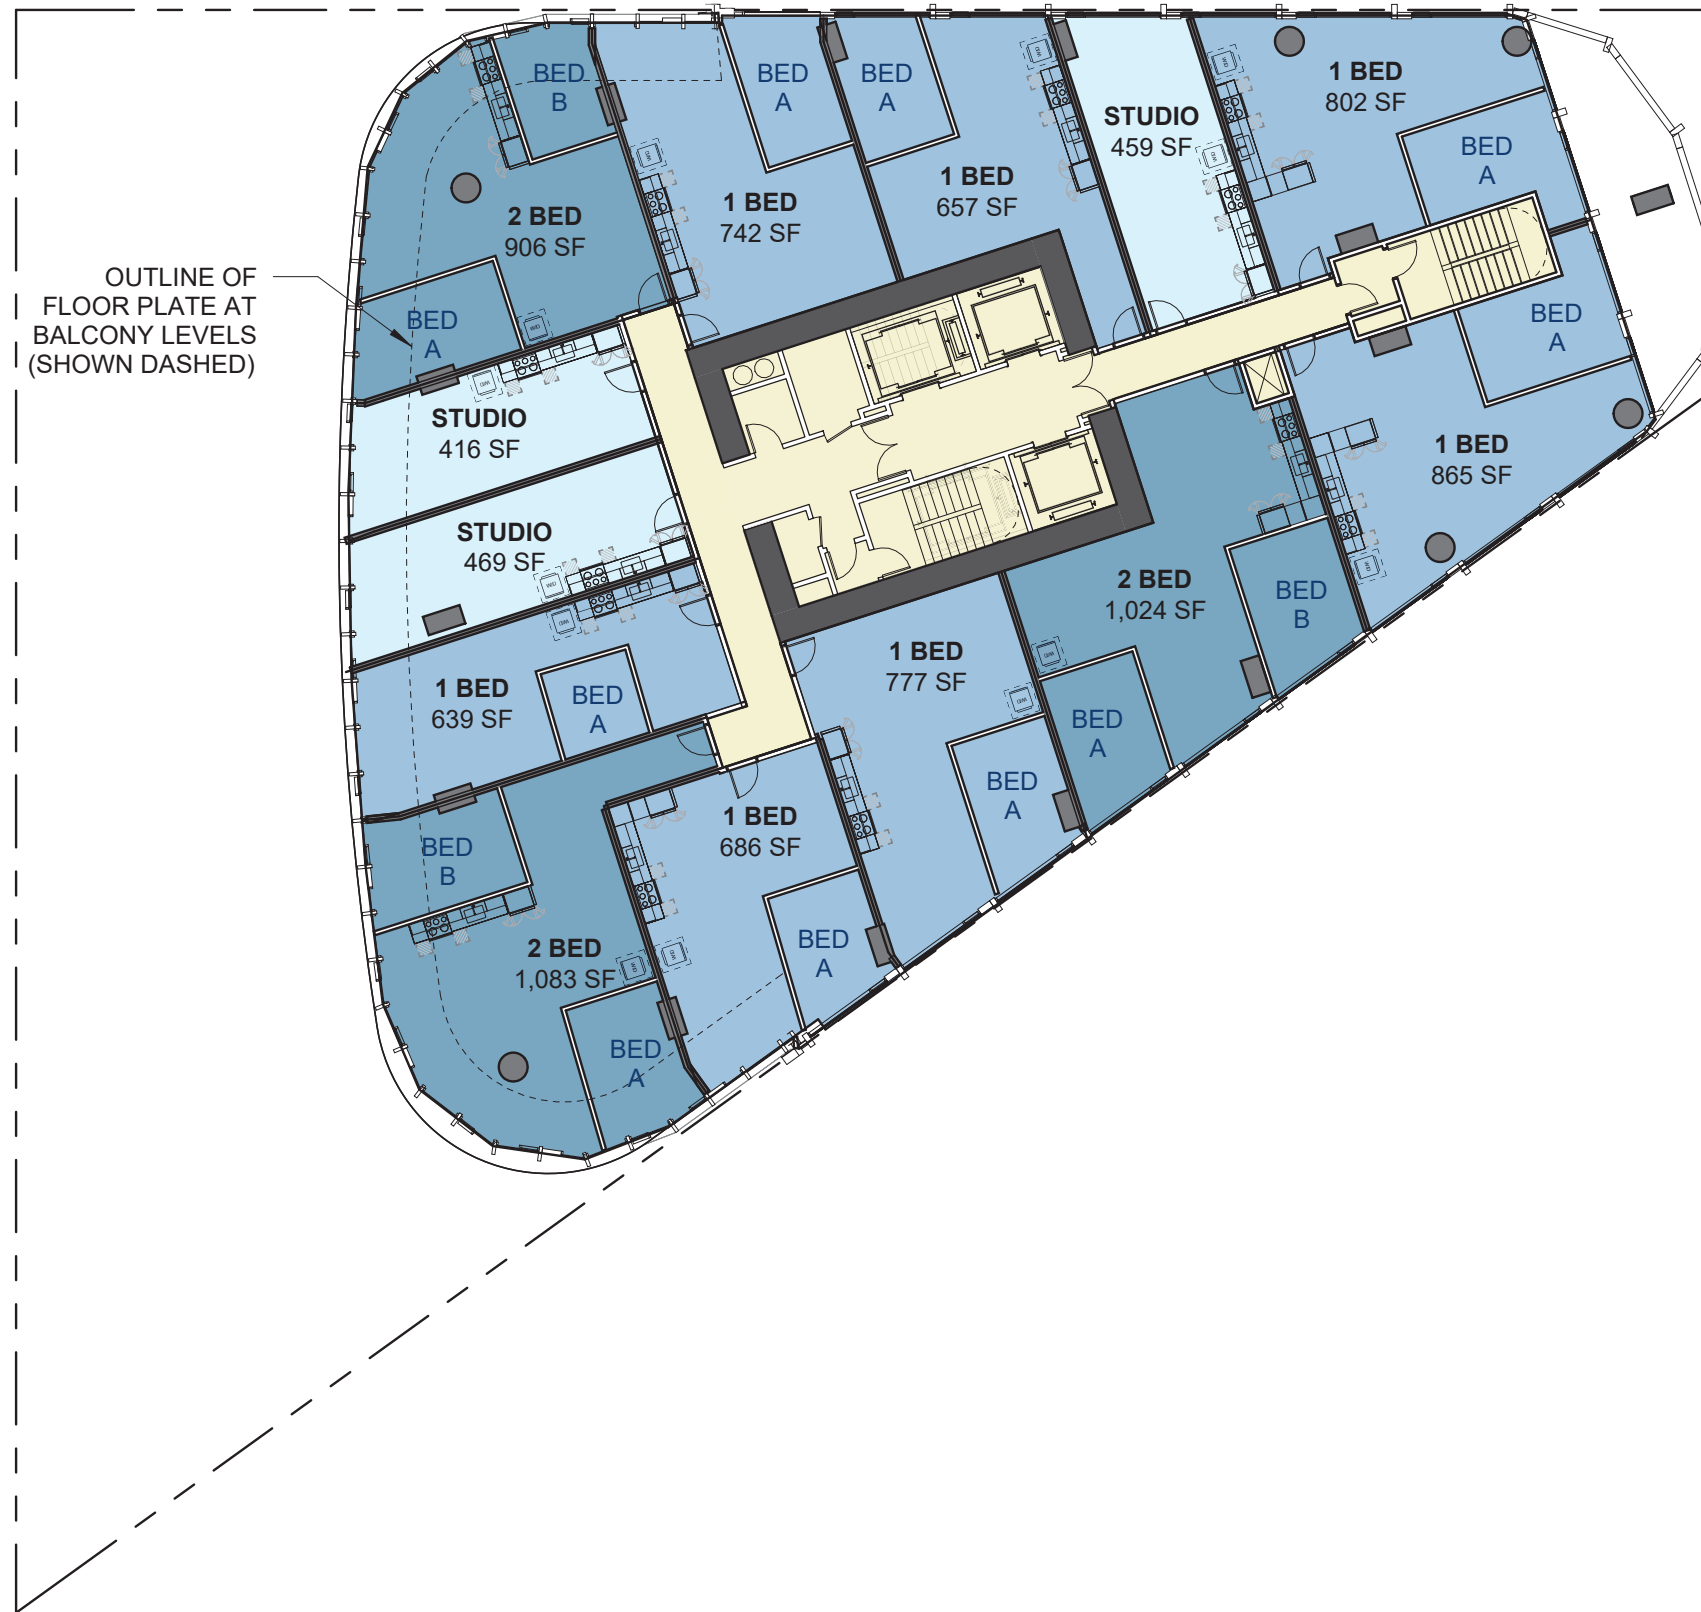 BED
B
BED
A
BED
A
1 BED
802 SF
STUDIO
459 SF
BED
A
1 BED
657 SF
1 BED
742 SF
2 BED
906 SF
OUTLINE OF
FLOOR PLATE AT
BALCONY LEVELS
(SHOWN DASHED)
BED
A
BED
A
STUDIO
416 SF
1 BED
865 SF
STUDIO
469 SF
2 BED
1,024 SF
BED
B
1 BED
777 SF
1 BED
639 SF
BED
A
BED
A
BED
A
1 BED
686 SF
BED
B
BED
A
2 BED
1,083 SF
BED
A